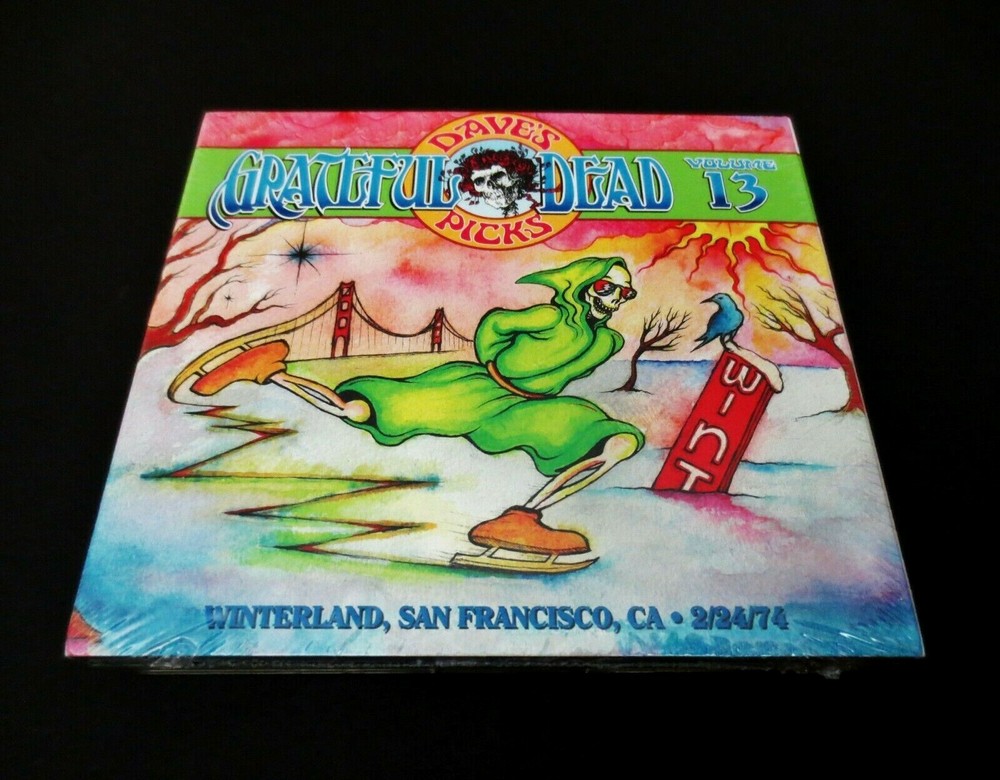 DAVE'S
GRATEFUL DEAD
PICKS
VOLUME
13
WINT
WINTERLAND, SAN FRANCISCO, CA • 2/24/74